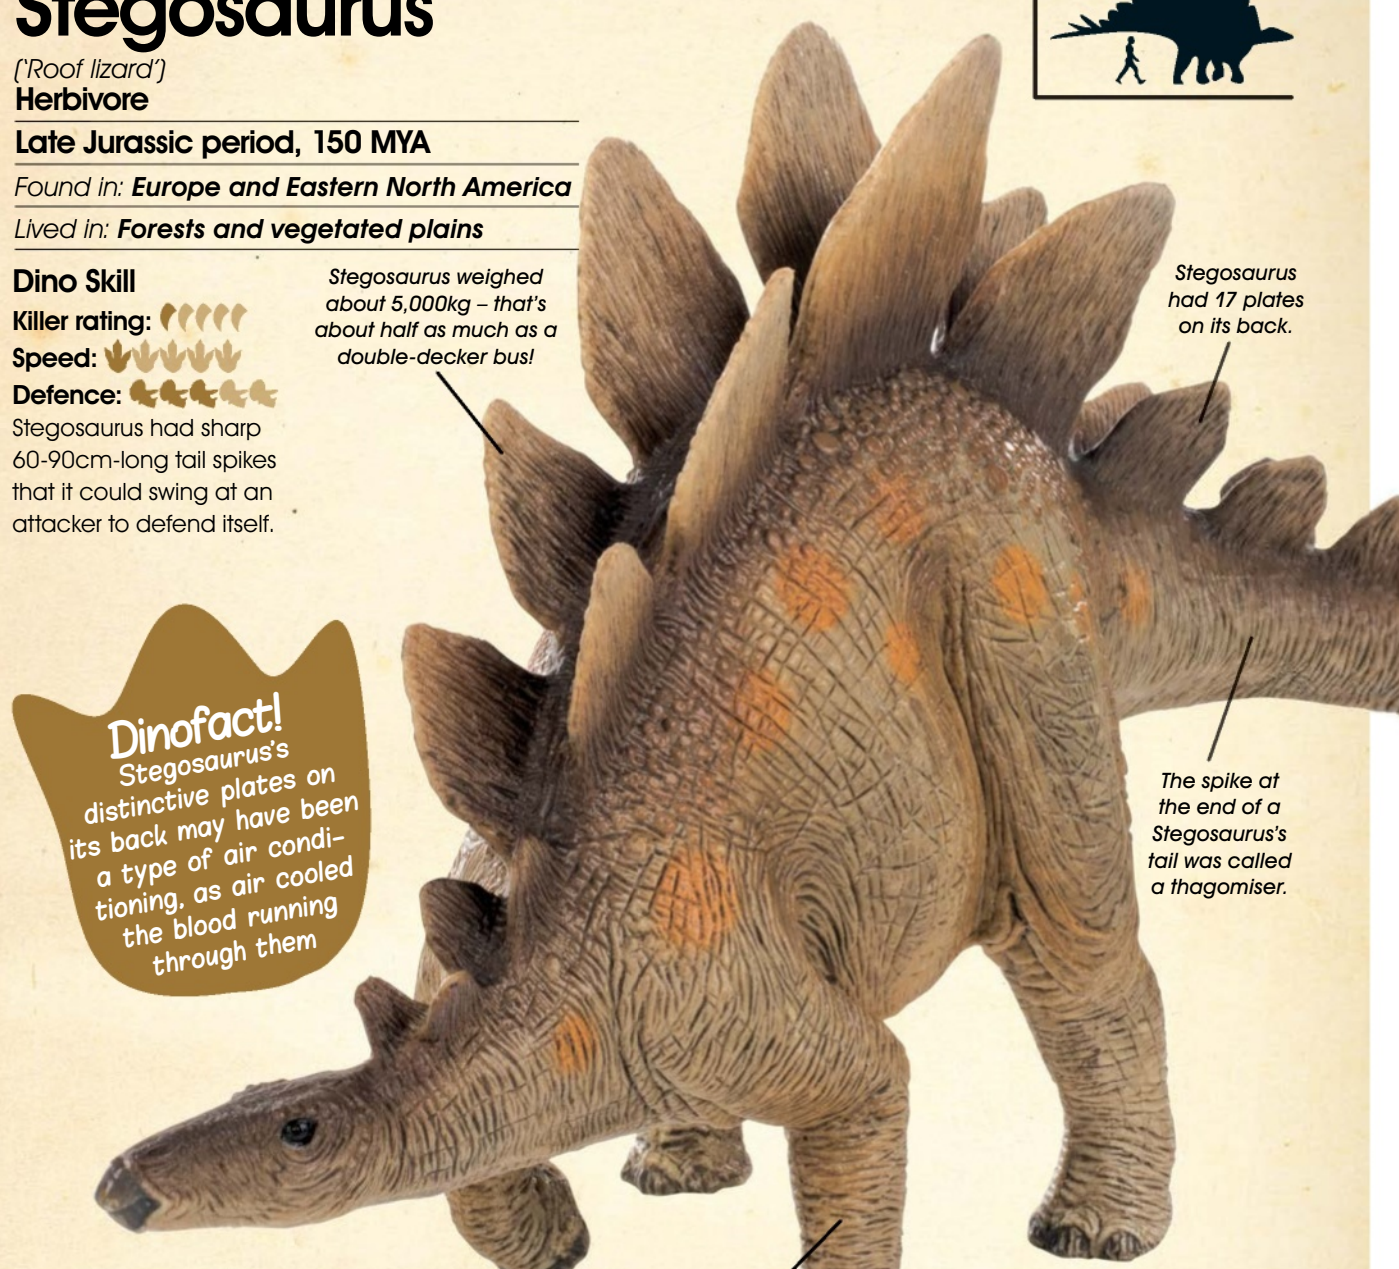 Stegosaurus
(‘Roof lizard’)
Herbivore
Late Jurassic period, 150 MYA
Found in: Europe and Eastern North America
Lived in: Forests and vegetated plains
Dino Skill
Killer rating:
Speed:
Defence:
Stegosaurus had sharp
60-90cm-long tail spikes
that it could swing at an
attacker to defend itself.
Stegosaurus weighed
about 5,000kg – that’s
about half as much as a
double-decker bus!
Stegosaurus
had 17 plates
on its back.
Dinofact!
Stegosaurus’s
distinctive plates on
its back may have been
a type of air condi-
tioning, as air cooled
the blood running
through them
The spike at
the end of a
Stegosaurus’s
tail was called
a thagomiser.